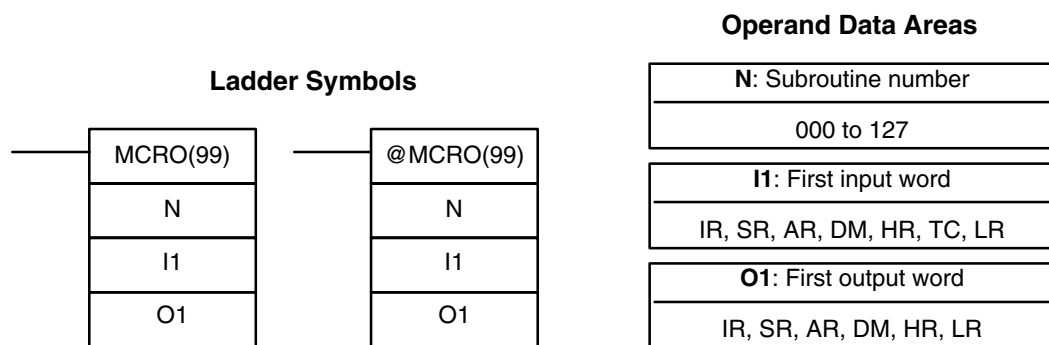 Ladder Symbols
MCRO(99)
N
I1
O1
@MCRO(99)
N
I1
O1
Operand Data Areas
N: Subroutine number
000 to 127
I1: First input word
IR, SR, AR, DM, HR, TC, LR
O1: First output word
IR, SR, AR, DM, HR, LR